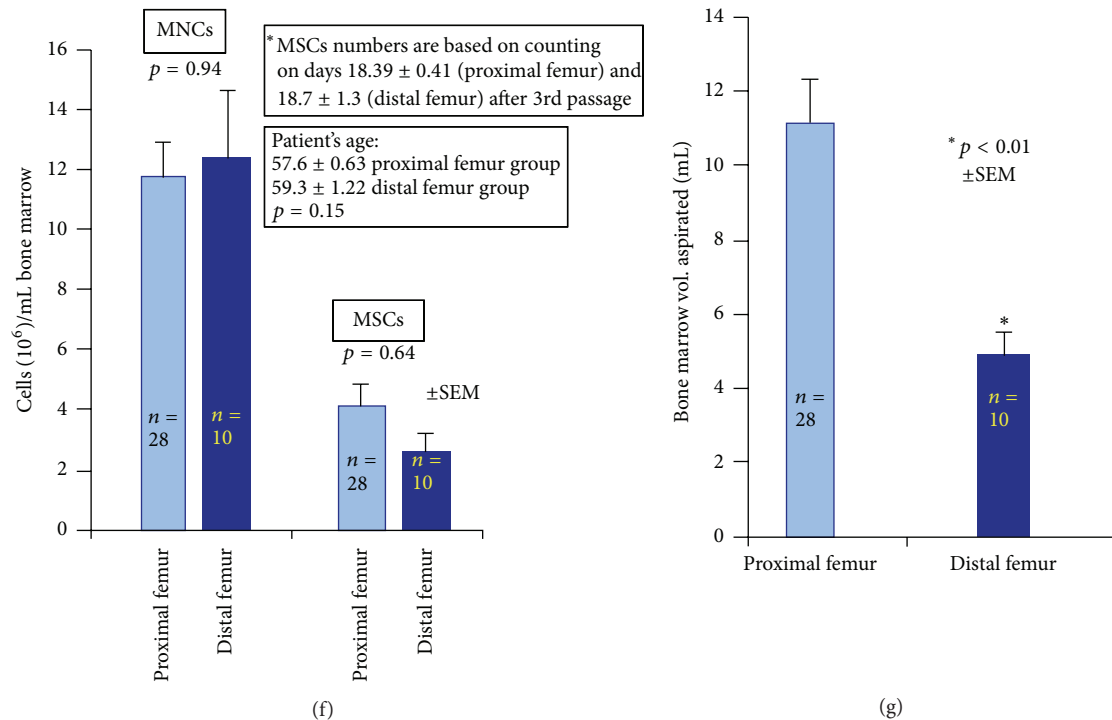 MNCs
p = 0.94
* MSCs numbers are based on counting
on days 18.39 ± 0.41 (proximal femur) and
18.7 ± 1.3 (distal femur) after 3rd passage
Patient's age:
57.6 ± 0.63 proximal femur group
59.3 ± 1.22 distal femur group
p = 0.15
MSCs
p = 0.64
±SEM
Cells (10⁶)/mL bone marrow
16
14
12
10
8
6
4
2
0
n =
28
n =
10
n =
28
n =
10
Proximal femur
Distal femur
Proximal femur
Distal femur
(f)
Bone marrow vol. aspirated (mL)
14
12
10
8
6
4
2
0
* p < 0.01
±SEM
*
n =
28
n =
10
Proximal femur
Distal femur
(g)